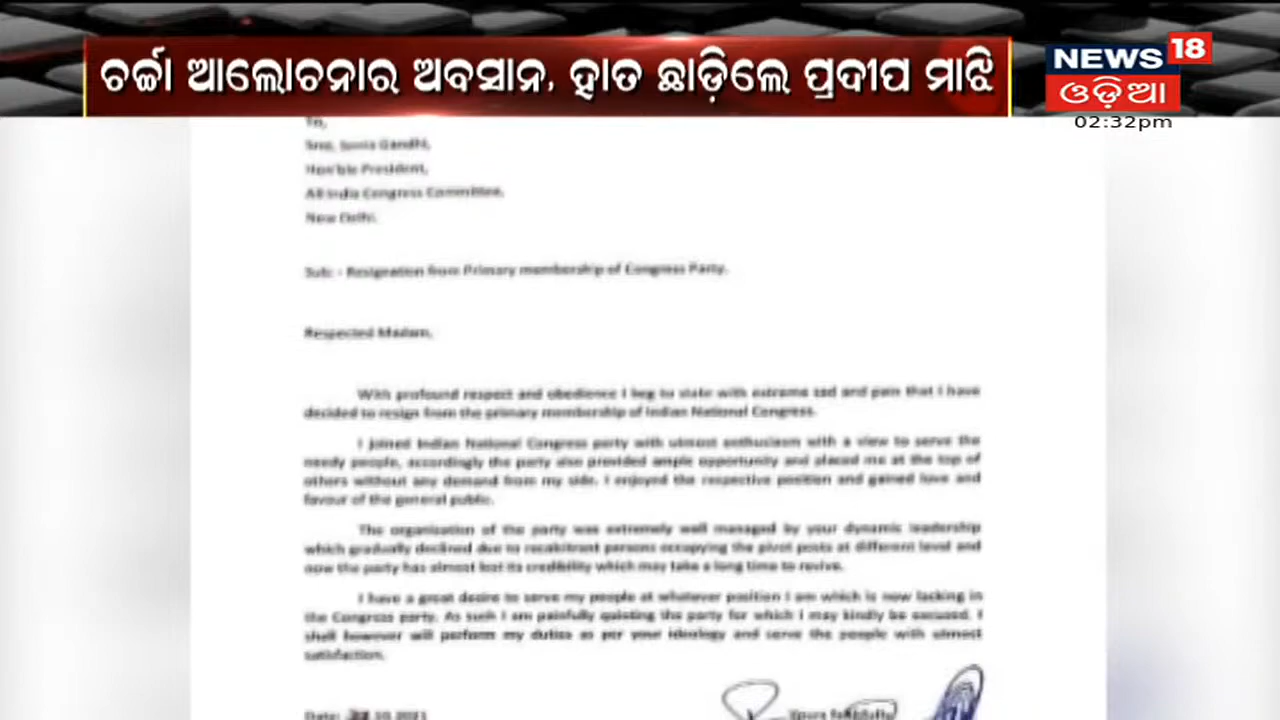 ଚର୍ଚ୍ଚା ଆଲୋଚନାର ଅବସାନ, ହାତ ଛାଡ଼ିଲେ ପ୍ରଦୀପ ମାଝି
NEWS 18
ଓଡ଼ିଆ
02:32pm
To,
Smt. Sonia Gandhi,
Hon'ble President,
All India Congress Committee,
New Delhi.
Sub: - Resignation from Primary membership of Congress Party.
Respected Madam,
With profound respect and obedience I beg to state with extreme sad and pain that I have
decided to resign from the primary membership of Indian National Congress.
I joined Indian National Congress party with utmost enthusiasm with a view to serve the
needy people, accordingly the party also provided ample opportunity and placed me at the top of
others without any demand from my side. I enjoyed the respective position and gained love and
favour of the general public.
The organisation of the party was extremely well managed by your dynamic leadership
which gradually declined due to recalcitrant persons occupying the pivot posts at different level and
now the party has almost lost its credibility which may take a long time to revive.
I have a great desire to serve my people at whatever position I am which is now lacking in
the Congress party. As such I am painfully quitting the party for which I may kindly be excused. I
shall however will perform my duties as per your ideology and serve the people with utmost
satisfaction.
Date: 10.2021
Yours faithfully